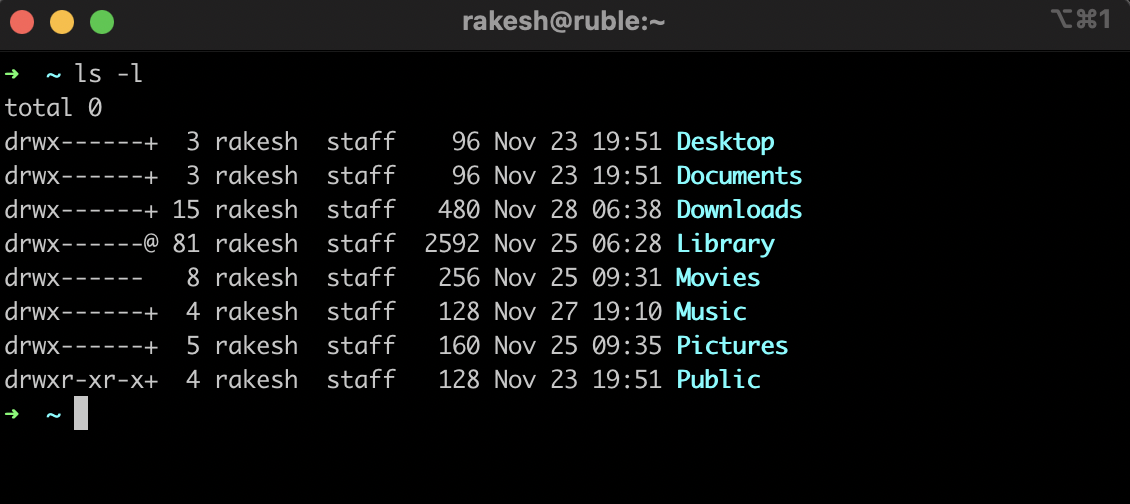 rakesh@ruble:~ ⌥⌘1
➜  ~ ls -l
total 0
drwx------+  3 rakesh  staff    96 Nov 23 19:51 Desktop
drwx------+  3 rakesh  staff    96 Nov 23 19:51 Documents
drwx------+ 15 rakesh  staff   480 Nov 28 06:38 Downloads
drwx------@ 81 rakesh  staff  2592 Nov 25 06:28 Library
drwx------   8 rakesh  staff   256 Nov 25 09:31 Movies
drwx------+  4 rakesh  staff   128 Nov 27 19:10 Music
drwx------+  5 rakesh  staff   160 Nov 25 09:35 Pictures
drwxr-xr-x+  4 rakesh  staff   128 Nov 23 19:51 Public
➜  ~